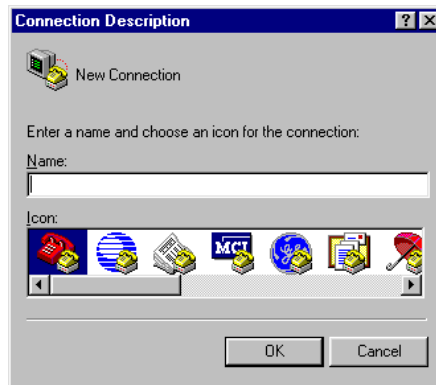 Connection Description
New Connection
Enter a name and choose an icon for the connection:
Name:
Icon:
MCI
OK
Cancel